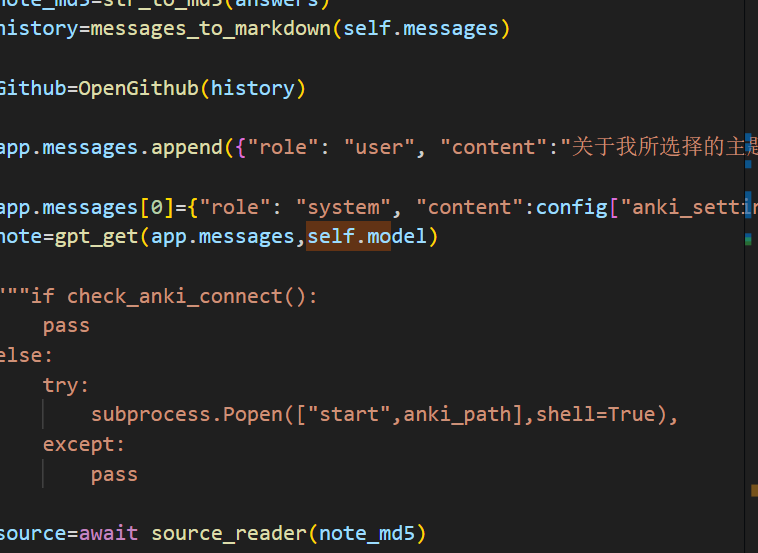 note_md5=str_to_md5(answers)
history=messages_to_markdown(self.messages)
Github=OpenGithub(history)
app.messages.append({"role": "user", "content":"关于我所选择的主题
app.messages[0]={"role": "system", "content":config["anki_settin
note=gpt_get(app.messages,self.model)
"""if check_anki_connect():
pass
else:
try:
subprocess.Popen(["start",anki_path],shell=True),
except:
pass
source=await source_reader(note_md5)